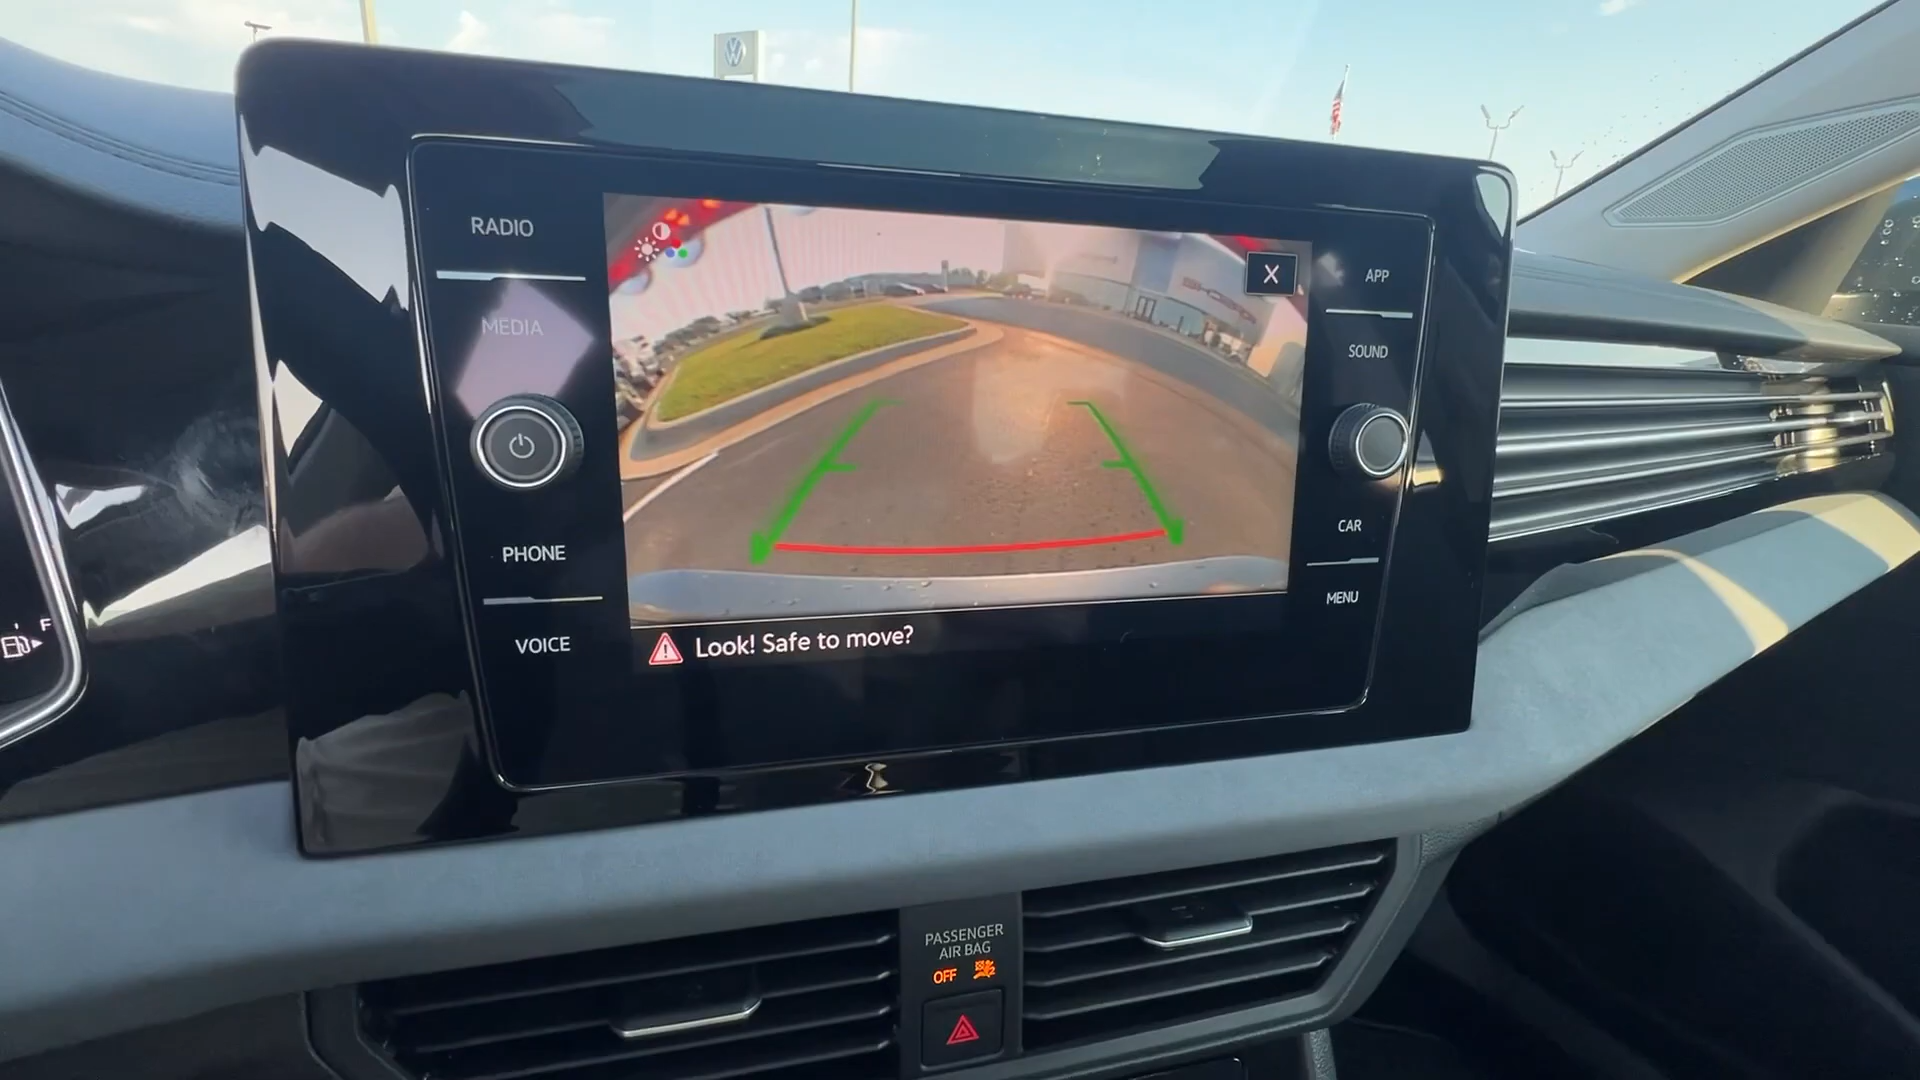 RADIO
MEDIA
PHONE
VOICE
X
APP
SOUND
CAR
MENU
Look! Safe to move?
F
PASSENGER
AIR BAG
OFF